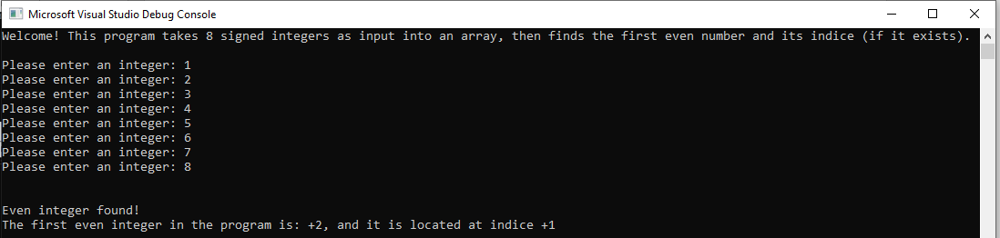 Microsoft Visual Studio Debug Console
Welcome! This program takes 8 signed integers as input into an array, then finds the first even number and its indice (if it exists).
Please enter an integer: 1
Please enter an integer: 2
Please enter an integer: 3
Please enter an integer: 4
Please enter an integer: 5
Please enter an integer: 6
Please enter an integer: 7
Please enter an integer: 8
Even integer found!
The first even integer in the program is: +2, and it is located at indice +1